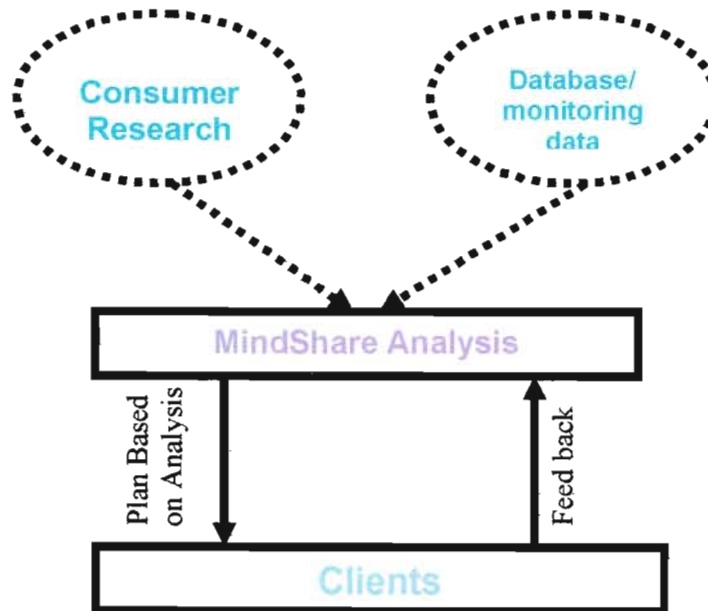 Consumer
Research
Database/
monitoring
data
MindShare Analysis
Plan Based
on Analysis
Feed back
Clients